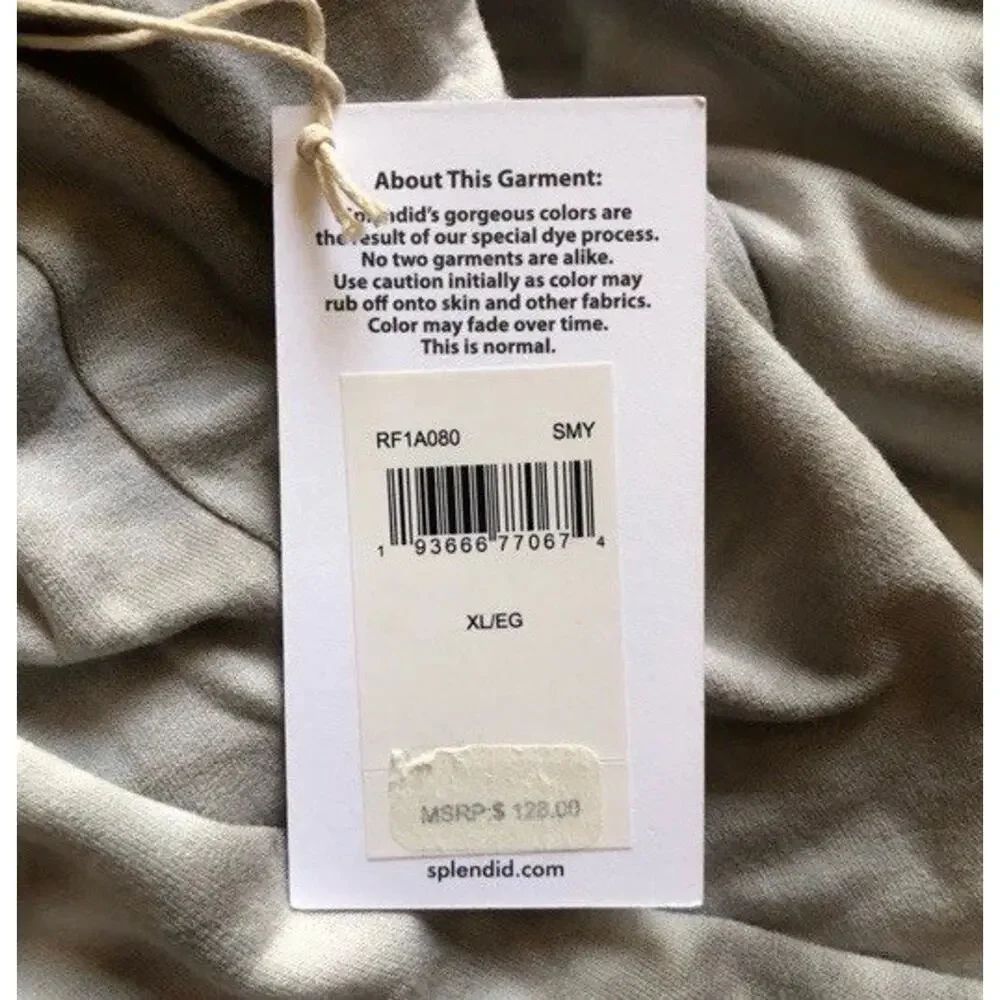 About This Garment:
Splendid's gorgeous colors are
the result of our special dye process.
No two garments are alike.
Use caution initially as color may
rub off onto skin and other fabrics.
Color may fade over time.
This is normal.
RF1A080 SMY
1 93666 77067 4
XL/EG
MSRP:$ 128.00
splendid.com